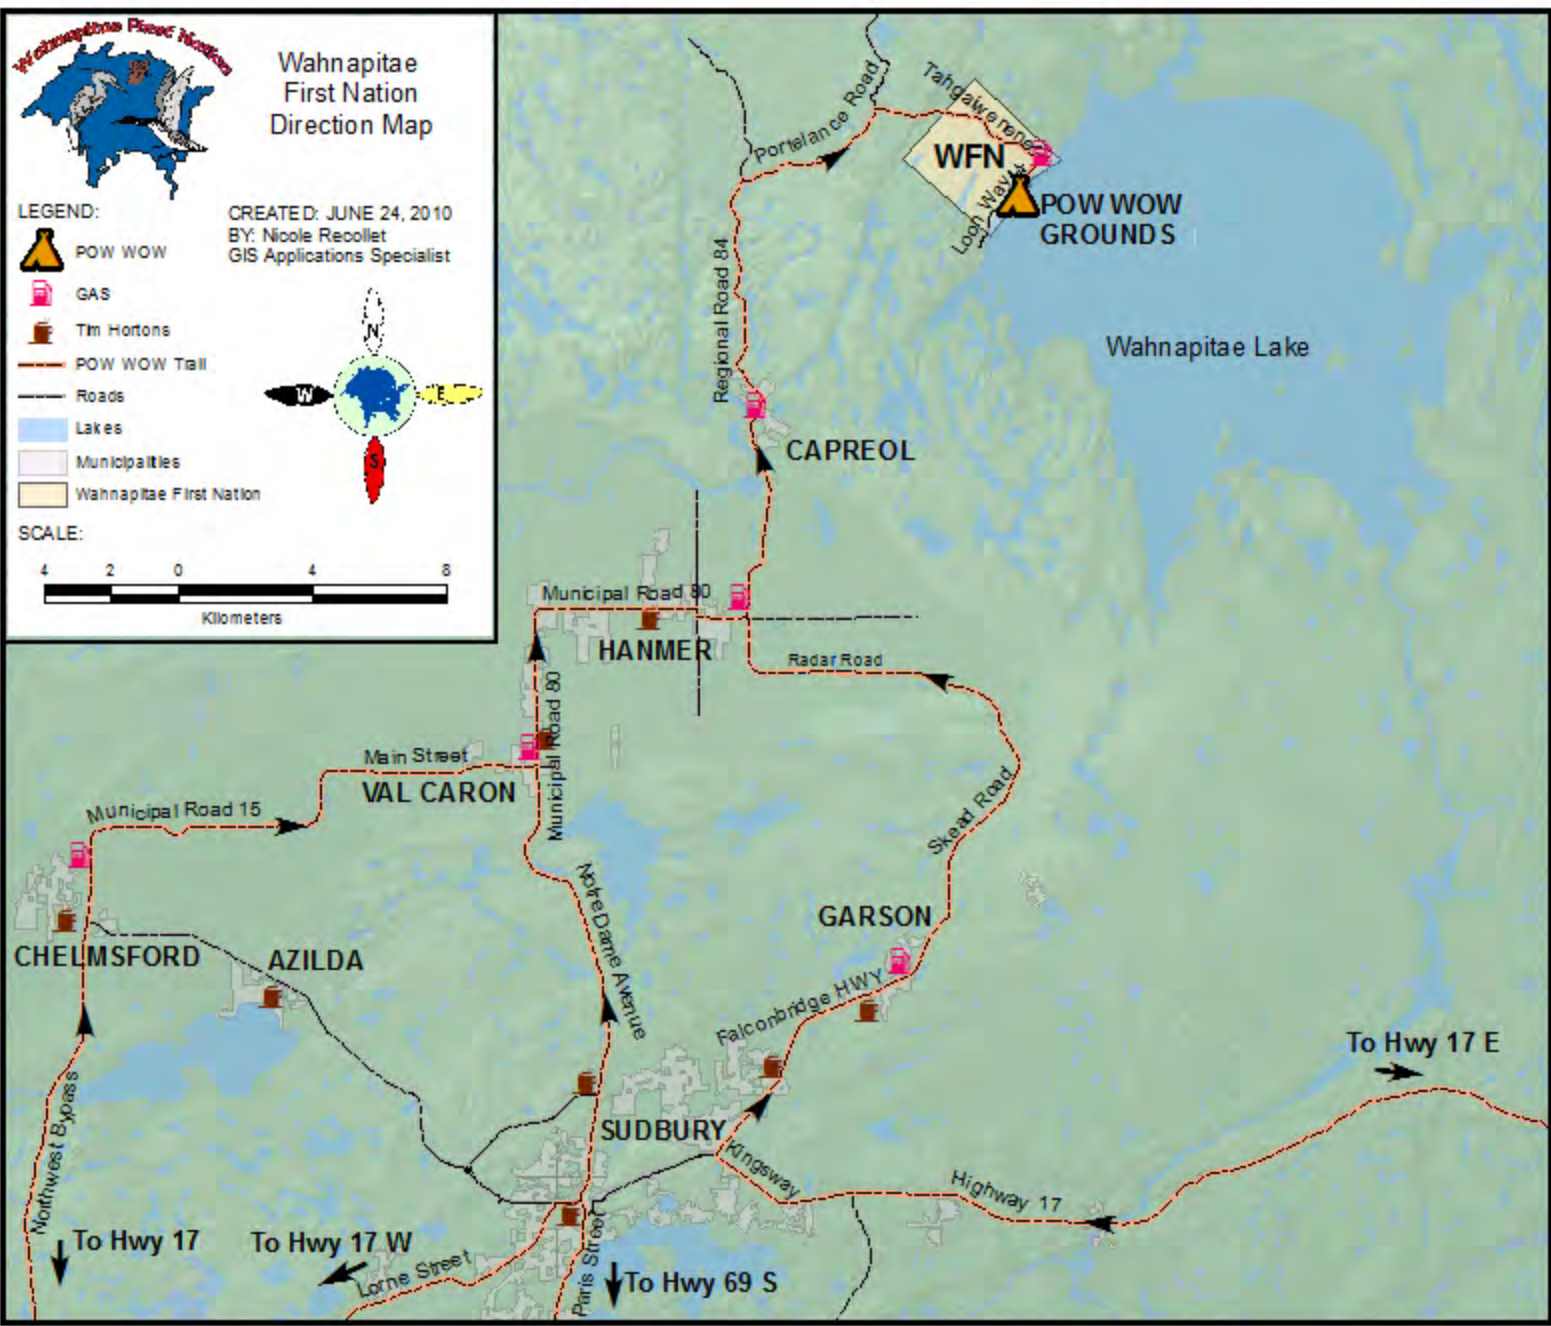 Wahnapitae First Nation
Wahnapitae
First Nation
Direction Map
LEGEND:
POW WOW
GAS
Tim Hortons
POW WOW Trail
Roads
Lakes
Municipalities
Wahnapitae First Nation
CREATED: JUNE 24, 2010
BY: Nicole Recollet
GIS Applications Specialist
N
W
E
S
SCALE:
4 2 0 4 8
Kilometers
Portelance Road
Tahgaiwenene
WFN
Loon Way
POW WOW
GROUNDS
Regional Road 84
Wahnapitae Lake
CAPREOL
Municipal Road 80
HANMER
Radar Road
Municipal Road 80
Main Street
VAL CARON
Municipal Road 15
Skead Road
Notre Dame Avenue
GARSON
CHELMSFORD
AZILDA
Falconbridge HWY
To Hwy 17 E
Northwest Bypass
SUDBURY
Kingsway
Highway 17
To Hwy 17
To Hwy 17 W
Lorne Street
Paris Street
To Hwy 69 S